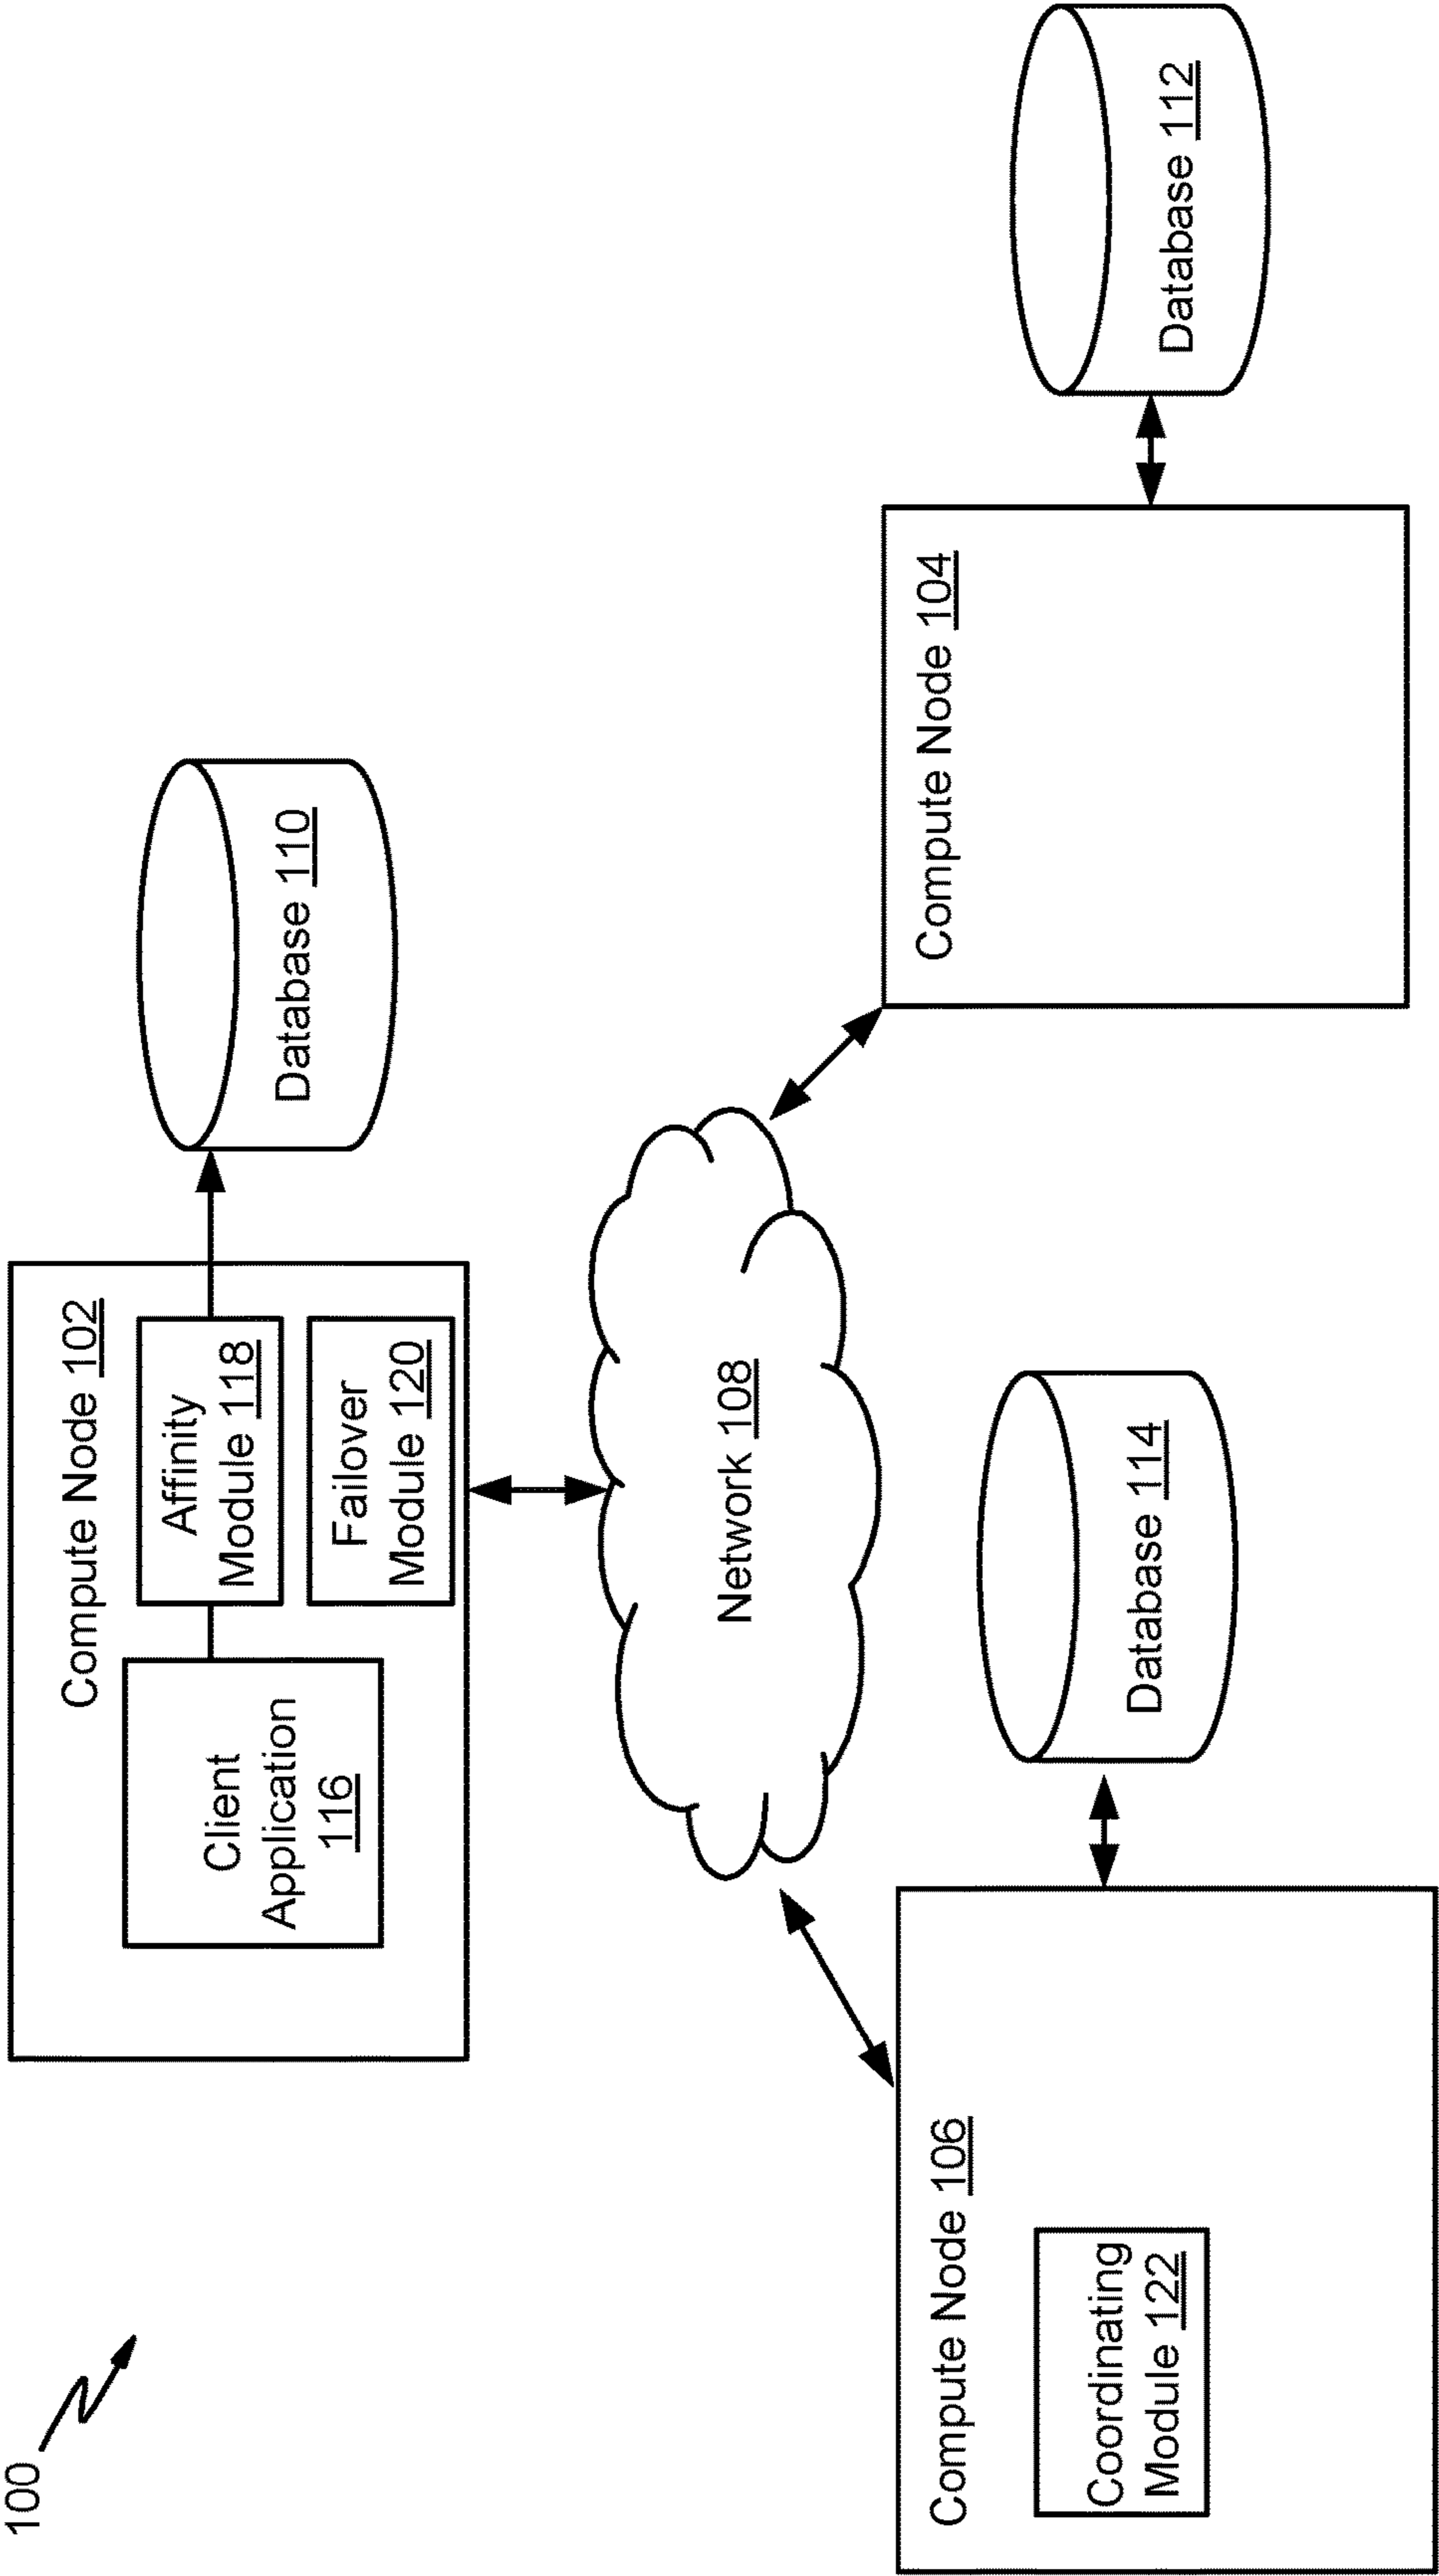 100
Compute Node 102
Client
Application
116
Affinity
Module 118
Failover
Module 120
Database 110
Network 108
Compute Node 106
Coordinating
Module 122
Database 114
Compute Node 104
Database 112